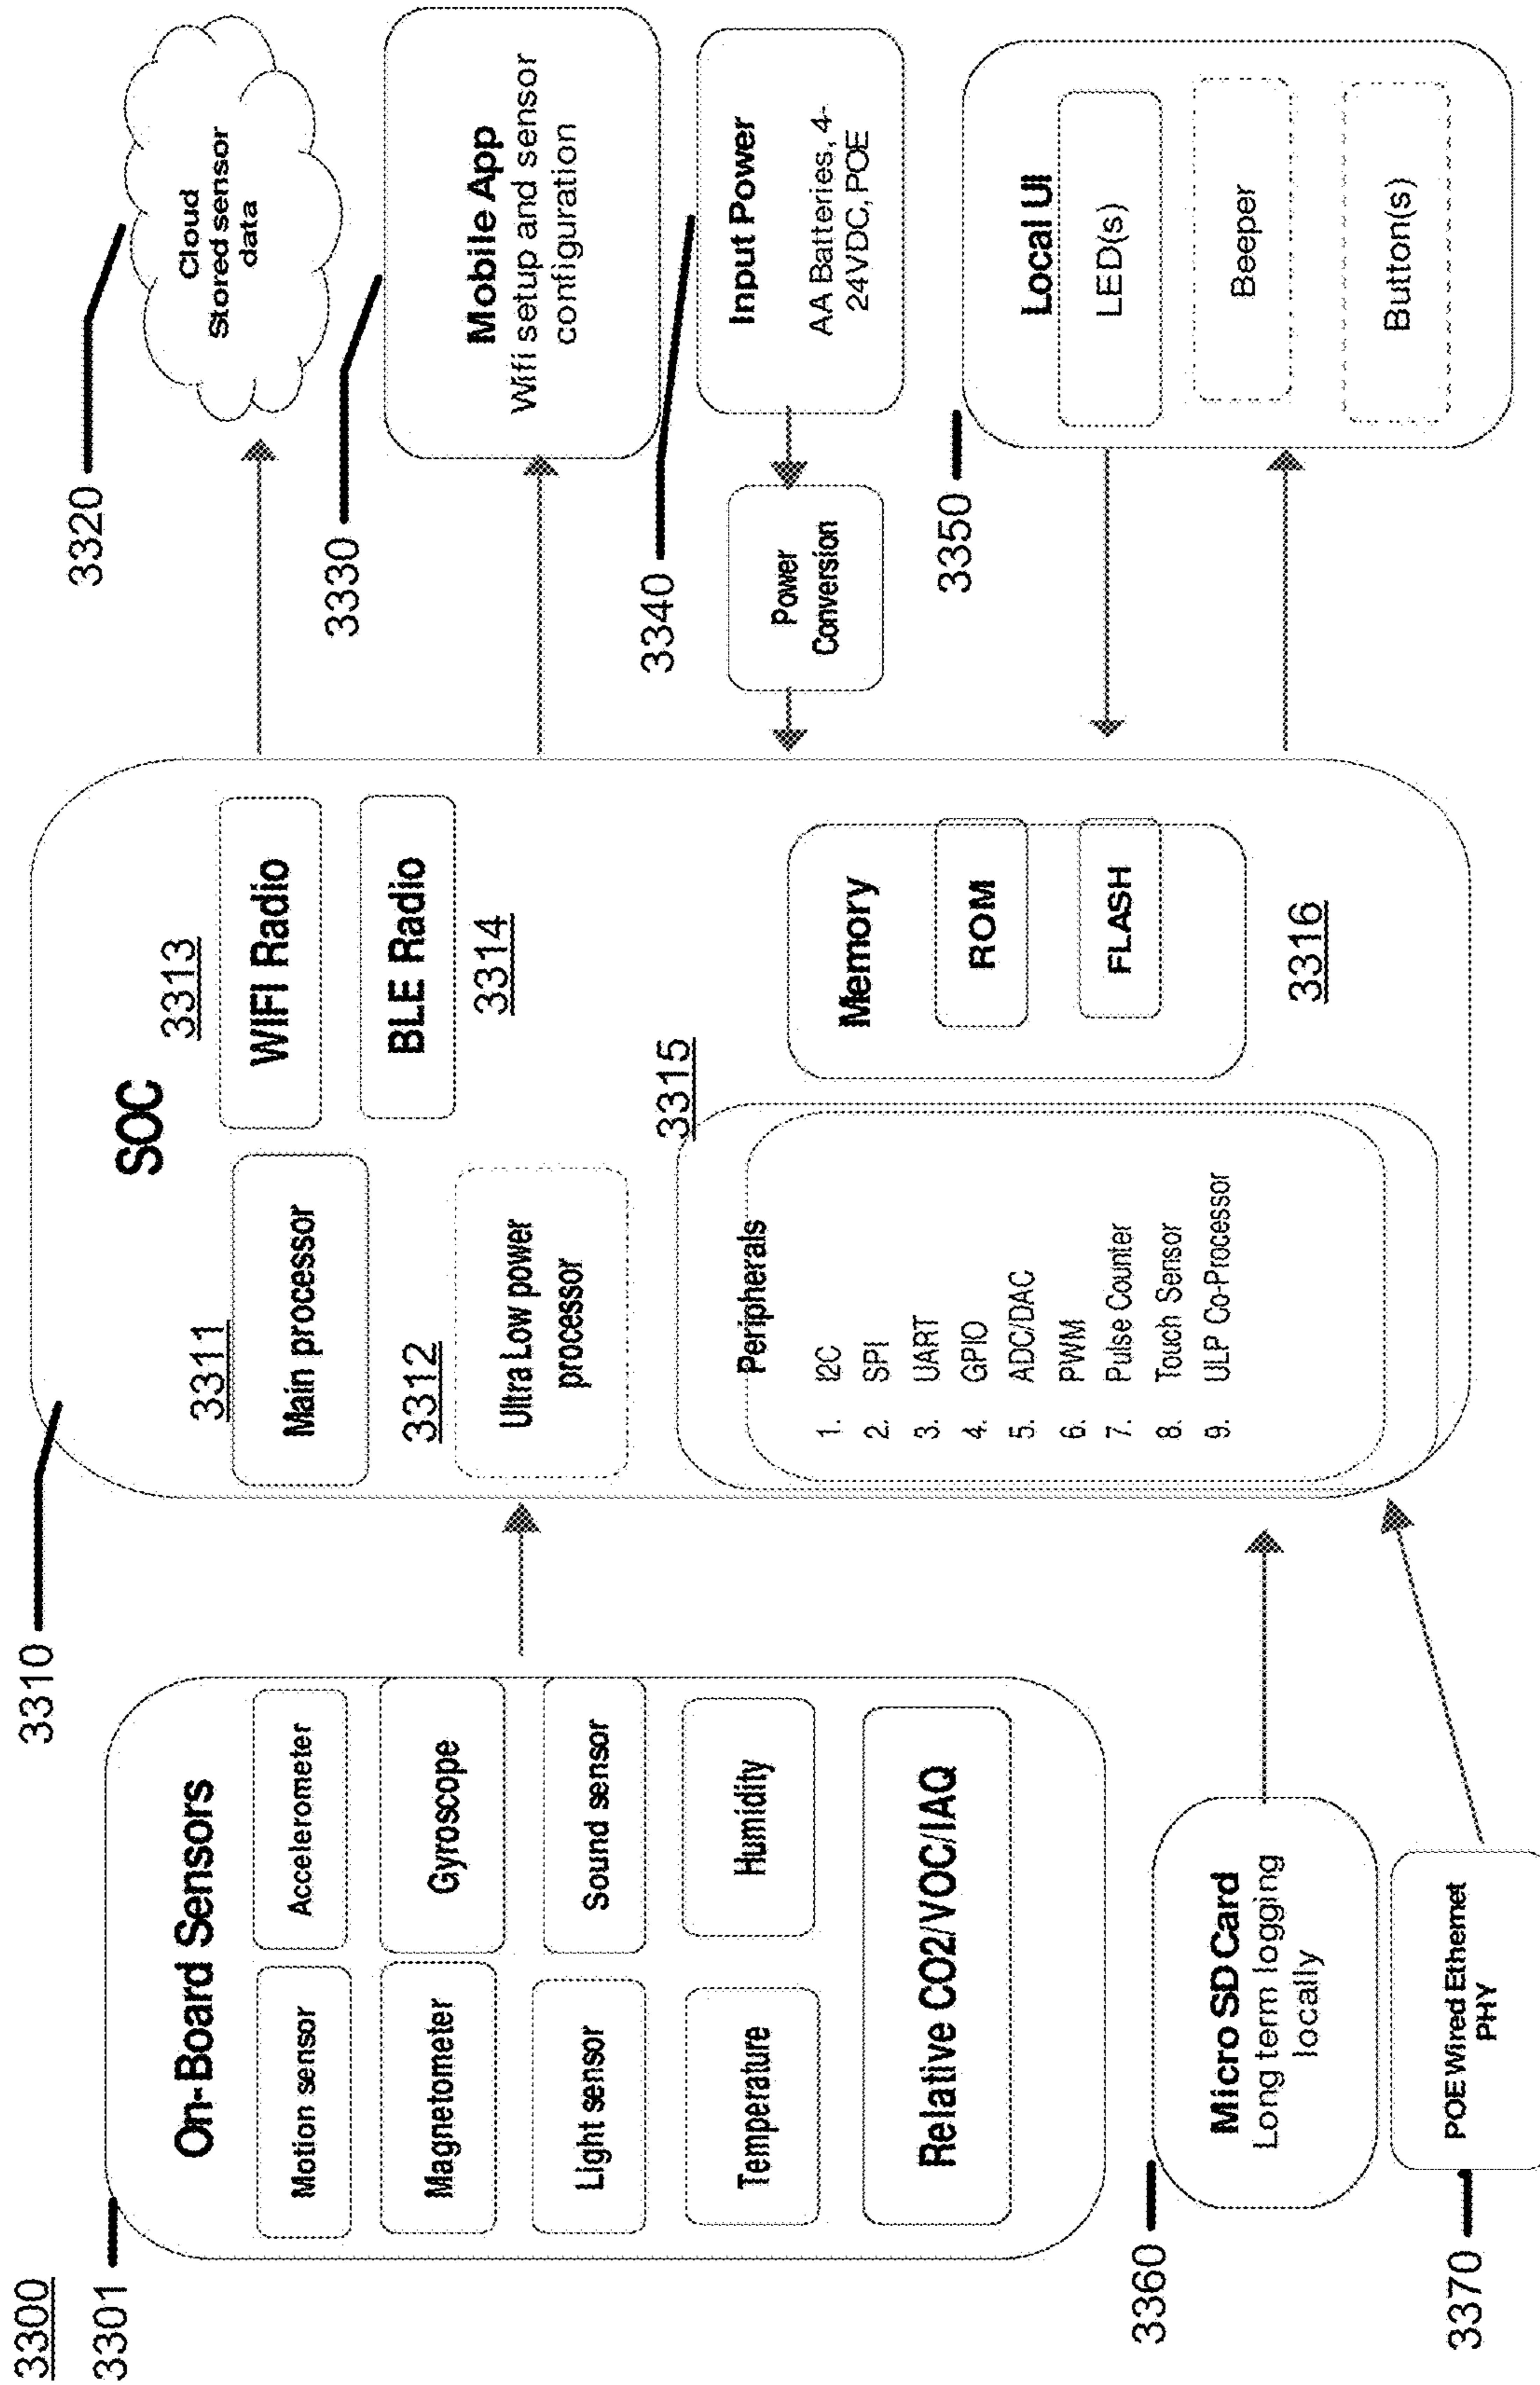 3300
3301
On-Board Sensors
Motion sensor
Accelerometer
Magnetometer
Gyroscope
Light sensor
Sound sensor
Temperature
Humidity
Relative CO2/VOC/IAQ
3360
Micro SD Card
Long term logging
locally
3370
POE Wired Ethernet
PHY
3310
SOC
3311
Main processor
3312
Ultra Low power
processor
3313
WIFI Radio
BLE Radio
3314
3315
Peripherals
1. I2C
2. SPI
3. UART
4. GPIO
5. ADC/DAC
6. PWM
7. Pulse Counter
8. Touch Sensor
9. ULP Co-Processor
Memory
ROM
FLASH
3316
3320
Cloud
Stored sensor
data
3330
Mobile App
Wifi setup and sensor
configuration
3340
Input Power
AA Batteries, 4-
24VDC, POE
Power
Conversion
3350
Local UI
LED(s)
Beeper
Button(s)